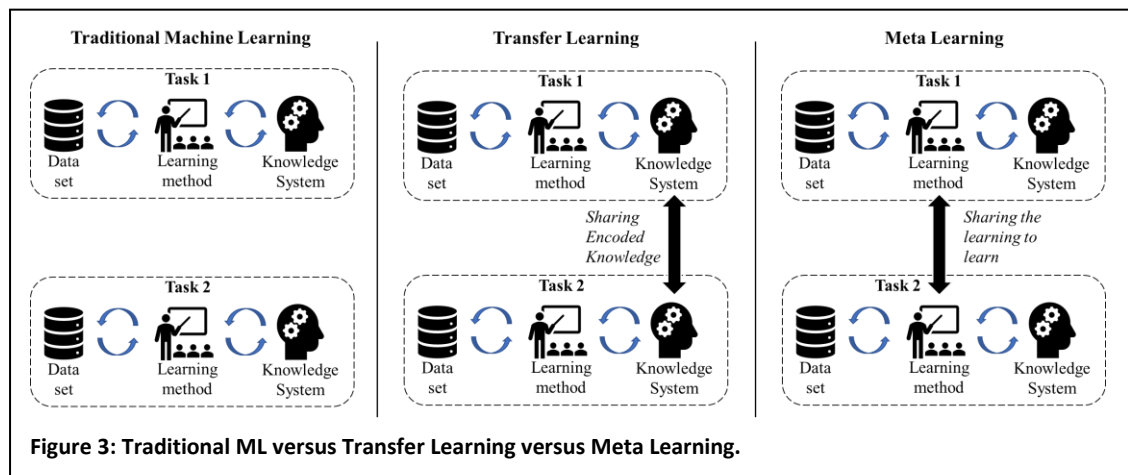 Traditional Machine Learning
Task 1
Data
set
Learning
method
Knowledge
System
Task 2
Data
set
Learning
method
Knowledge
System
Transfer Learning
Task 1
Data
set
Learning
method
Knowledge
System
Sharing
Encoded
Knowledge
Task 2
Data
set
Learning
method
Knowledge
System
Meta Learning
Task 1
Data
set
Learning
method
Knowledge
System
Sharing the
learning to
learn
Task 2
Data
set
Learning
method
Knowledge
System
Figure 3: Traditional ML versus Transfer Learning versus Meta Learning.